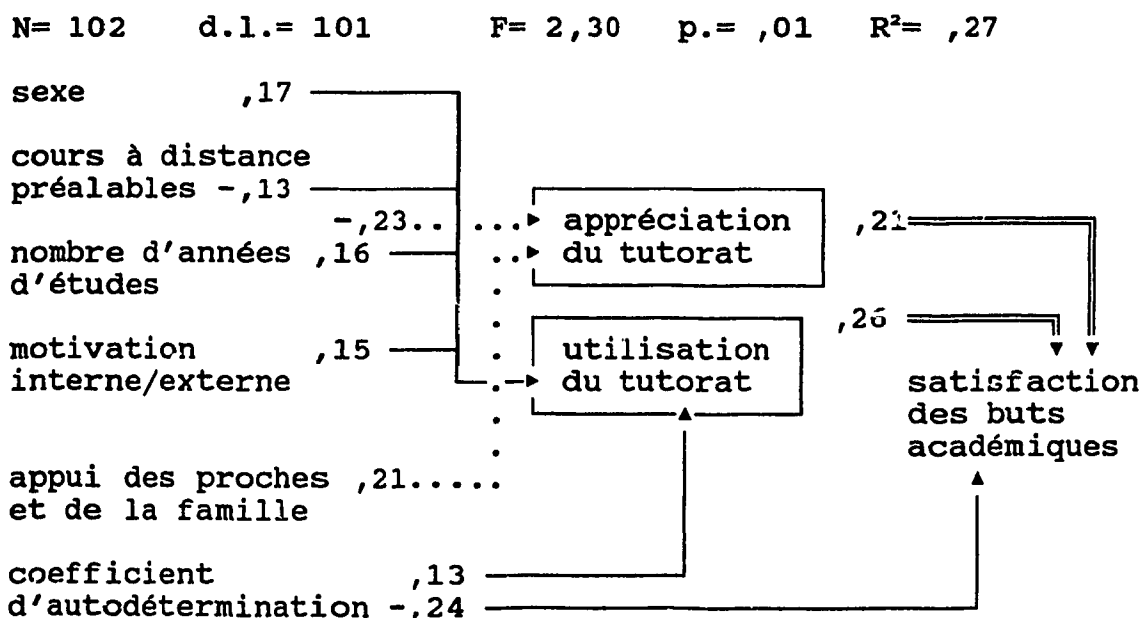 N= 102 d.l.= 101 F= 2,30 p.= ,01 R²= ,27
sexe ,17
cours à distance
préalables -,13
-,23.. ...► appréciation ,21
nombre d'années ,16 ..► du tutorat
d'études
,26
motivation ,15 utilisation
interne/externe du tutorat satisfaction
des buts
académiques
appui des proches ,21.....
et de la famille
coefficient ,13
d'autodétermination -,24